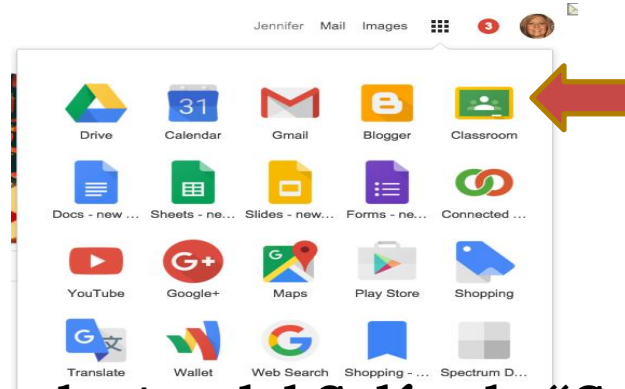 Jennifer Mail Images 3
31
Drive Calendar Gmail Blogger Classroom
Docs - new ... Sheets - ne... Slides - new... Forms - ne... Connected ...
G+ G
YouTube Google+ Maps Play Store Shopping
G
Translate Wallet Web Search Shopping - ... Spectrum D...